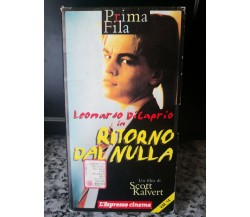 Prima
Fila
Leonardo DiCaprio
in
RITORNO
DAL NULLA
Un film di
Scott
Kalvert
L'Espresso cinema